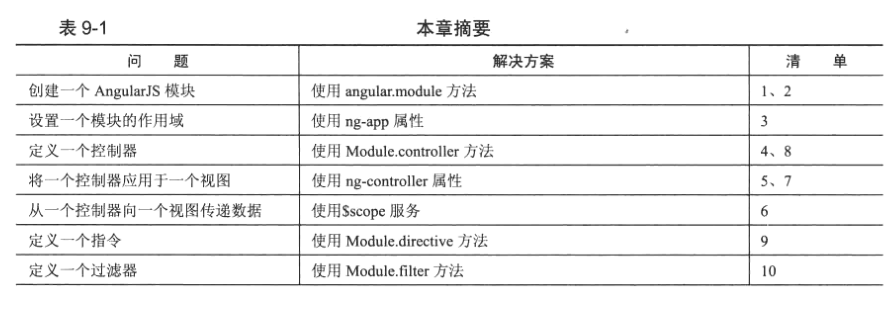 表 9-1 本章摘要
问 题 解决方案 清 单
创建一个 AngularJS 模块 使用 angular.module 方法 1、2
设置一个模块的作用域 使用 ng-app 属性 3
定义一个控制器 使用 Module.controller 方法 4、8
将一个控制器应用于一个视图 使用 ng-controller 属性 5、7
从一个控制器向一个视图传递数据 使用$scope 服务 6
定义一个指令 使用 Module.directive 方法 9
定义一个过滤器 使用 Module.filter 方法 10